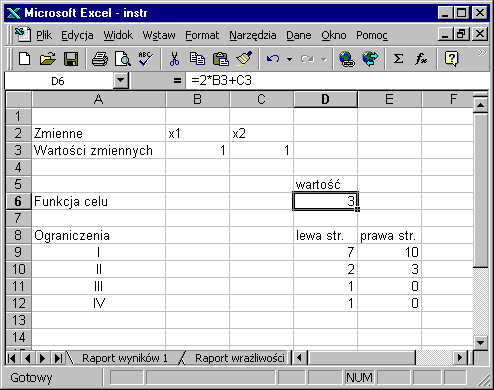 Microsoft Excel - instr
Plik Edycja Widok Wstaw Format Narzędzia Dane Okno Pomoc
D6 = =2*B3+C3
A B C D E F
1
2 Zmienne x1 x2
3 Wartości zmiennych 1 1
4
5 wartość
6 Funkcja celu 3
7
8 Ograniczenia lewa str. prawa str.
9 I 7 10
10 II 2 3
11 III 1 0
12 IV 1 0
13
14
Raport wyników 1 Raport wrażliwości
Gotowy NUM